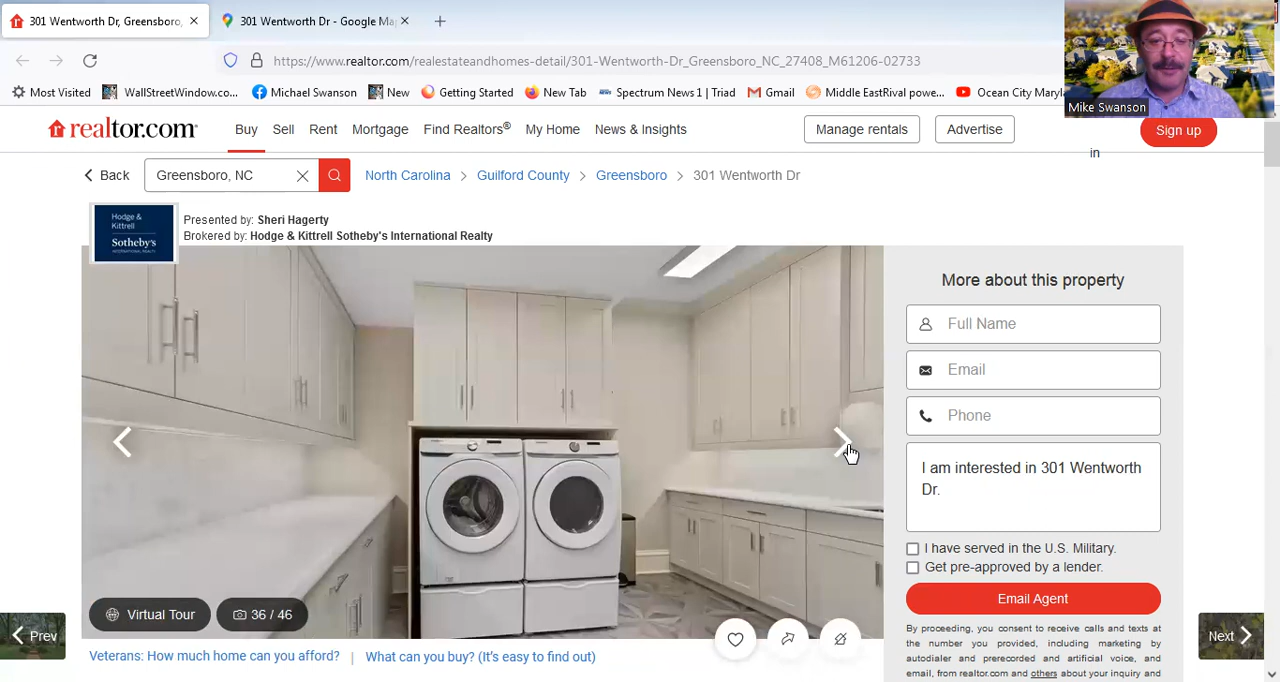 301 Wentworth Dr, Greensboro,
301 Wentworth Dr - Google Ma
https://www.realtor.com/realestateandhomes-detail/301-Wentworth-Dr_Greensboro_NC_27408_M61206-02733
Most Visited
WallStreetWindow.co...
Michael Swanson
New
Getting Started
New Tab
Spectrum News 1 | Triad
Gmail
Middle EastRival powe...
Ocean City Maryl
Mike Swanson
realtor.com
Buy
Sell
Rent
Mortgage
Find Realtors®
My Home
News & Insights
Manage rentals
Advertise
Sign up
in
Back
Greensboro, NC
North Carolina > Guilford County > Greensboro > 301 Wentworth Dr
Hodge &
Kittrell
Sotheby's
INTERNATIONAL REALTY
Presented by: Sheri Hagerty
Brokered by: Hodge & Kittrell Sotheby's International Realty
Virtual Tour
36 / 46
Prev
Veterans: How much home can you afford? | What can you buy? (It's easy to find out)
More about this property
Full Name
Email
Phone
I am interested in 301 Wentworth
Dr.
I have served in the U.S. Military.
Get pre-approved by a lender.
Email Agent
By proceeding, you consent to receive calls and texts at
the number you provided, including marketing by
autodialer and prerecorded and artificial voice, and
email, from realtor.com and others about your inquiry and
Next